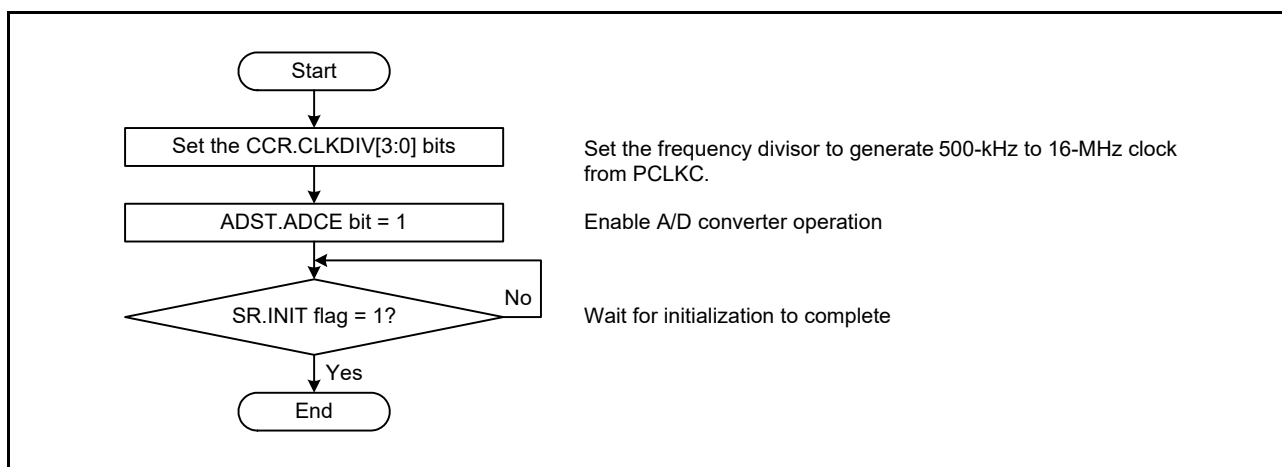 Start
Set the CCR.CLKDIV[3:0] bits
Set the frequency divisor to generate 500-kHz to 16-MHz clock
from PCLKC.
ADST.ADCE bit = 1
Enable A/D converter operation
No
SR.INIT flag = 1?
Wait for initialization to complete
Yes
End